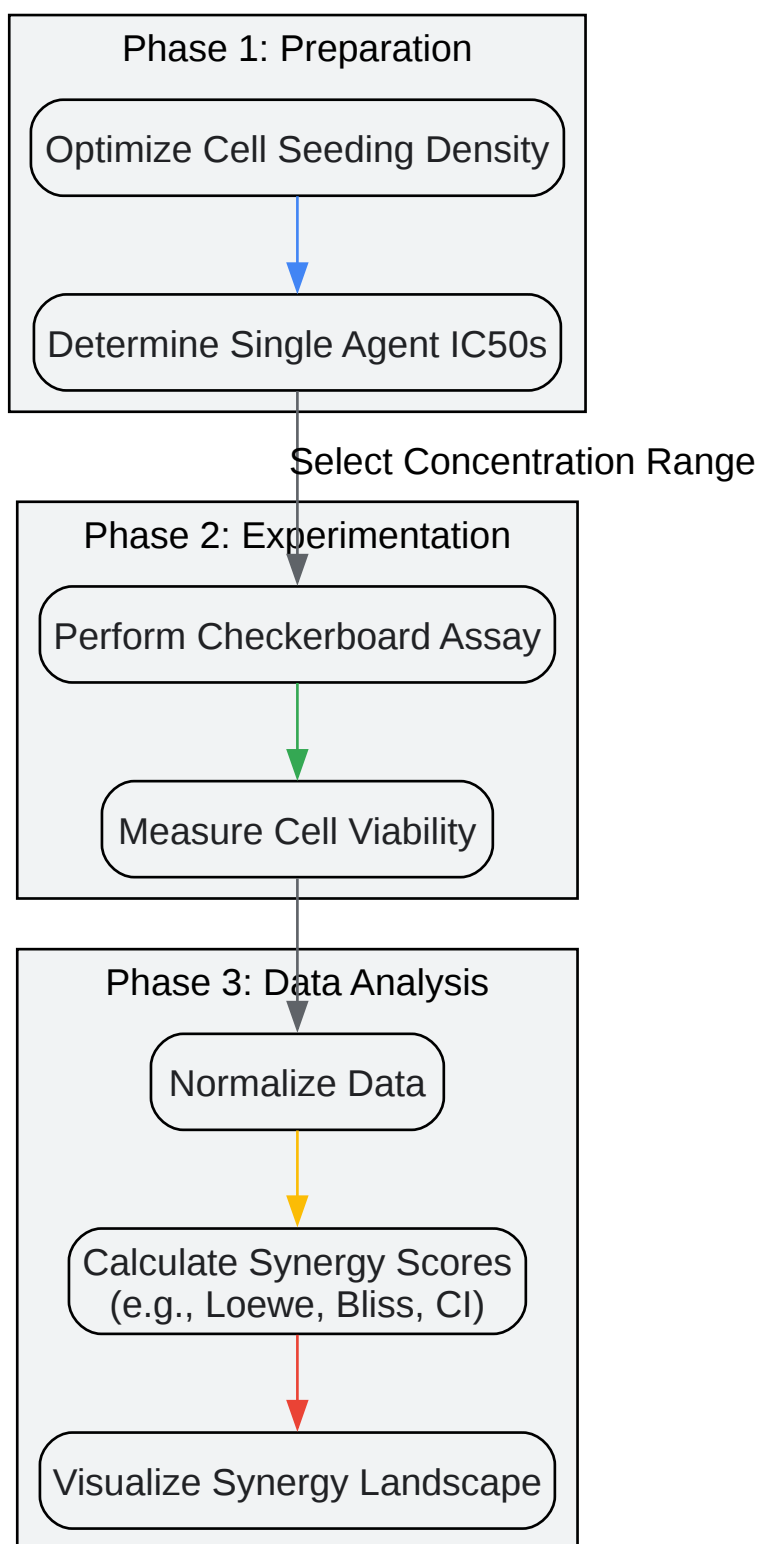 Phase 1: Preparation
Optimize Cell Seeding Density
Determine Single Agent IC50s
Select Concentration Range
Phase 2: Experimentation
Perform Checkerboard Assay
Measure Cell Viability
Phase 3: Data Analysis
Normalize Data
Calculate Synergy Scores
(e.g., Loewe, Bliss, CI)
Visualize Synergy Landscape